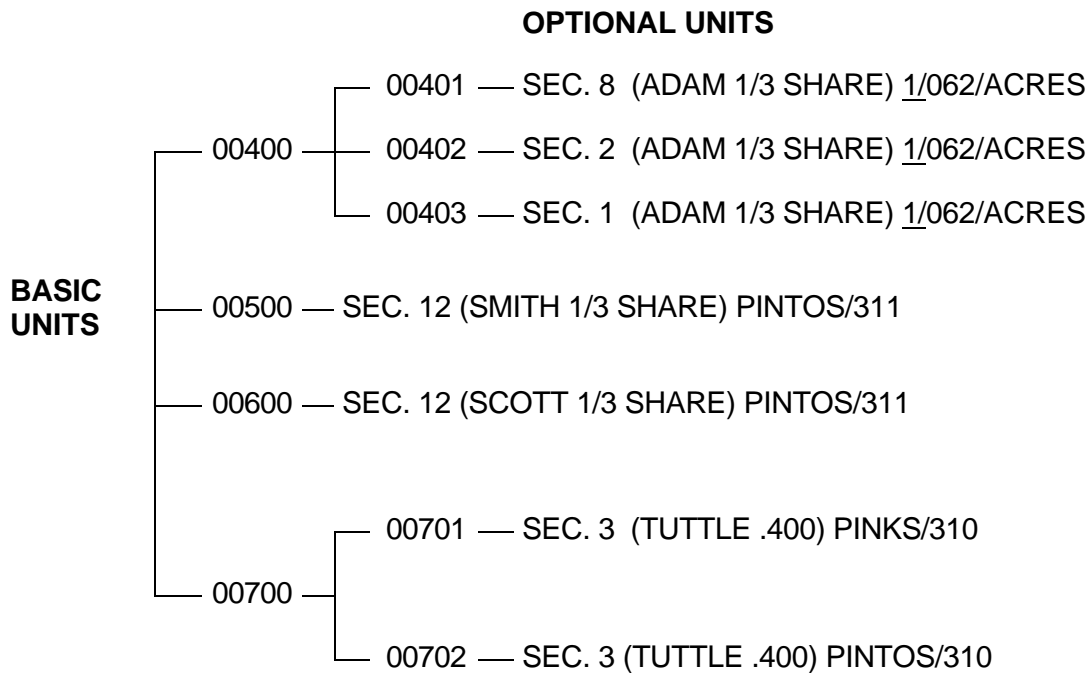 OPTIONAL UNITS
00401 — SEC. 8 (ADAM 1/3 SHARE) 1/062/ACRES
00400
00402 — SEC. 2 (ADAM 1/3 SHARE) 1/062/ACRES
00403 — SEC. 1 (ADAM 1/3 SHARE) 1/062/ACRES
BASIC
UNITS
00500 — SEC. 12 (SMITH 1/3 SHARE) PINTOS/311
00600 — SEC. 12 (SCOTT 1/3 SHARE) PINTOS/311
00701 — SEC. 3 (TUTTLE .400) PINKS/310
00700
00702 — SEC. 3 (TUTTLE .400) PINTOS/310